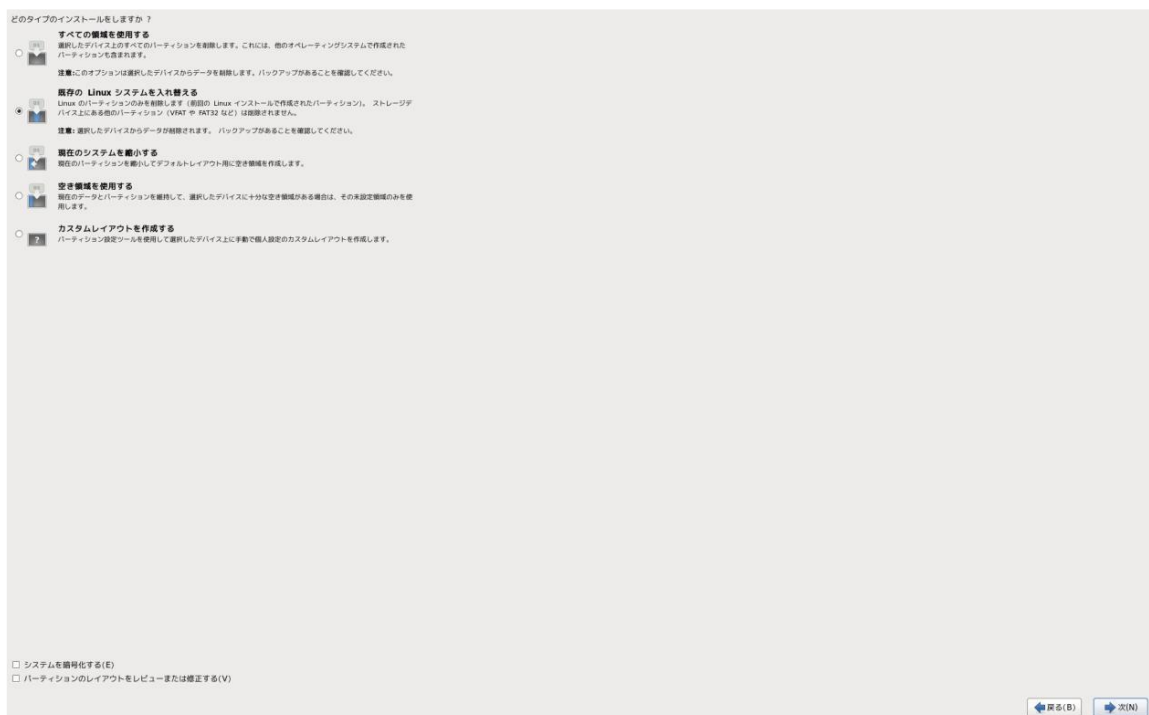 どのタイプのインストールをしますか ?
すべての領域を使用する
選択したデバイス上のすべてのパーティションを削除します。これには、他のオペレーティングシステムで作成された
パーティションも含まれます。
注意:このオプションは選択したデバイスからデータを削除します。バックアップがあることを確認してください。
既存の Linux システムを入れ替える
Linux のパーティションのみを削除します (前回の Linux インストールで作成されたパーティション)。 ストレージデ
バイス上にある他のパーティション (VFAT や FAT32 など) は削除されません。
注意: 選択したデバイスからデータが削除されます。 バックアップがあることを確認してください。
現在のシステムを縮小する
現在のパーティションを縮小してデフォルトレイアウト用に空き領域を作成します。
空き領域を使用する
現在のデータとパーティションを維持して、選択したデバイスに十分な空き領域がある場合は、その未設定領域のみを使
用します。
カスタムレイアウトを作成する
パーティション設定ツールを使用して選択したデバイス上に手動で個人設定のカスタムレイアウトを作成します。
システムを暗号化する(E)
パーティションのレイアウトをレビューまたは修正する(V)
戻る(B) 次(N)